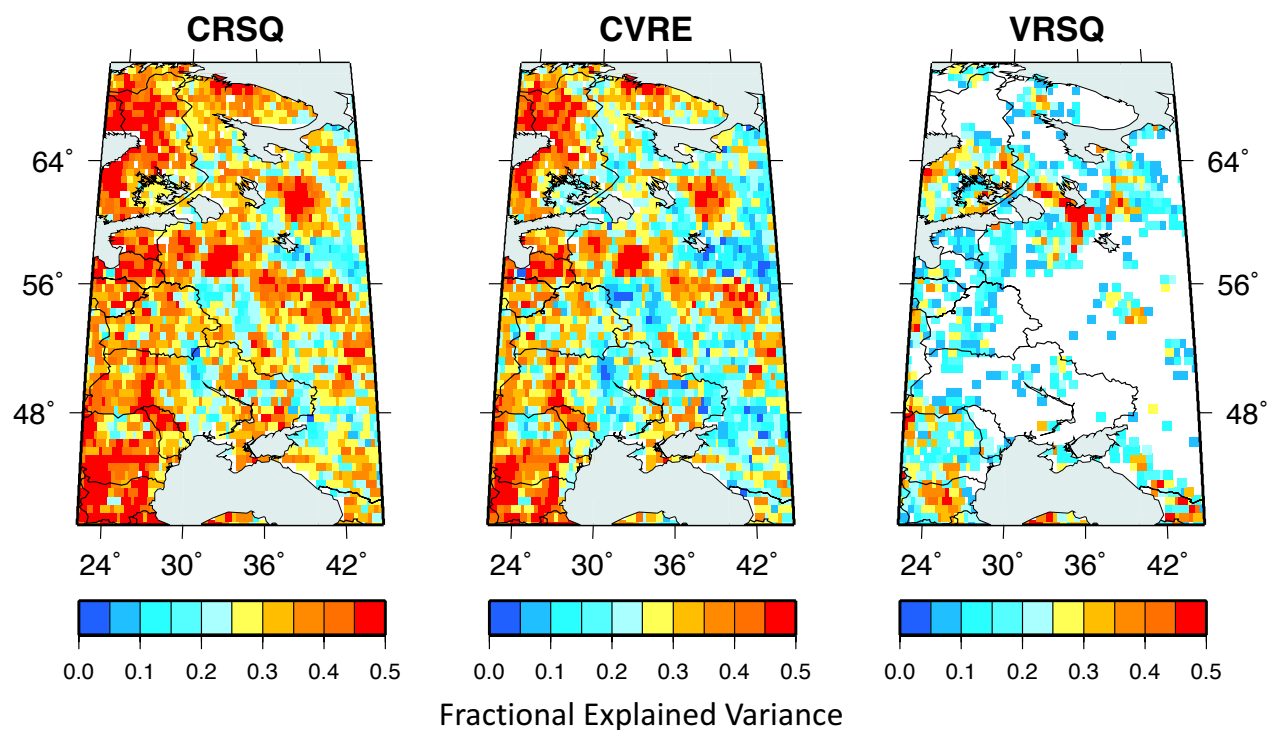 CRSQ CVRE VRSQ
64° 64°
56° 56°
48° 48°
24° 30° 36° 42° 24° 30° 36° 42° 24° 30° 36° 42°
0.0 0.1 0.2 0.3 0.4 0.5 0.0 0.1 0.2 0.3 0.4 0.5 0.0 0.1 0.2 0.3 0.4 0.5
Fractional Explained Variance